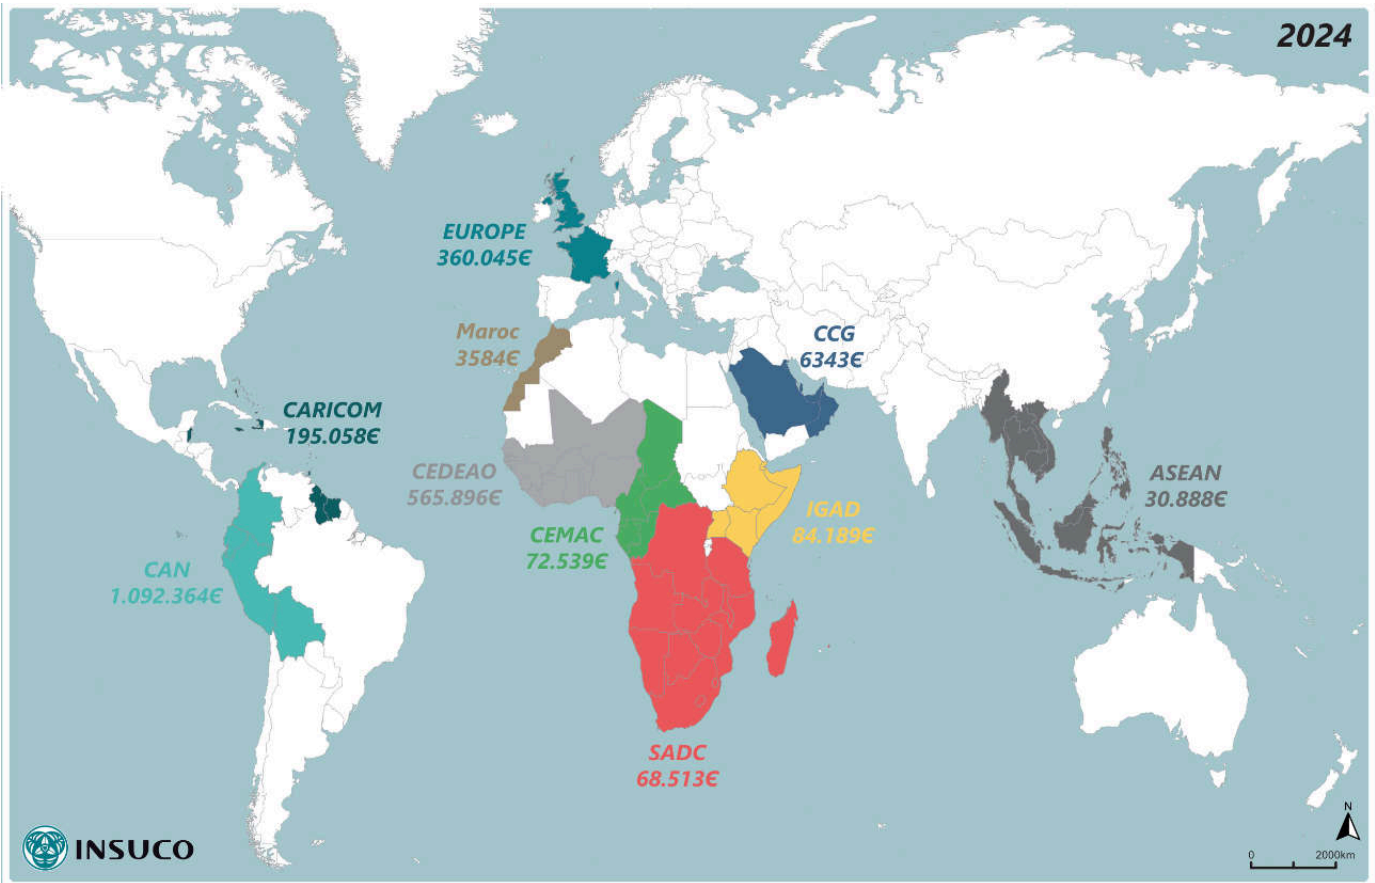 2024
EUROPE
360.045€
Maroc
3584€
CCG
6343€
CARICOM
195.058€
CEDEAO
565.896€
ASEAN
30.888€
IGAD
84.189€
CEMAC
72.539€
CAN
1.092.364€
SADC
68.513€
N
0 2000km
INSUCO